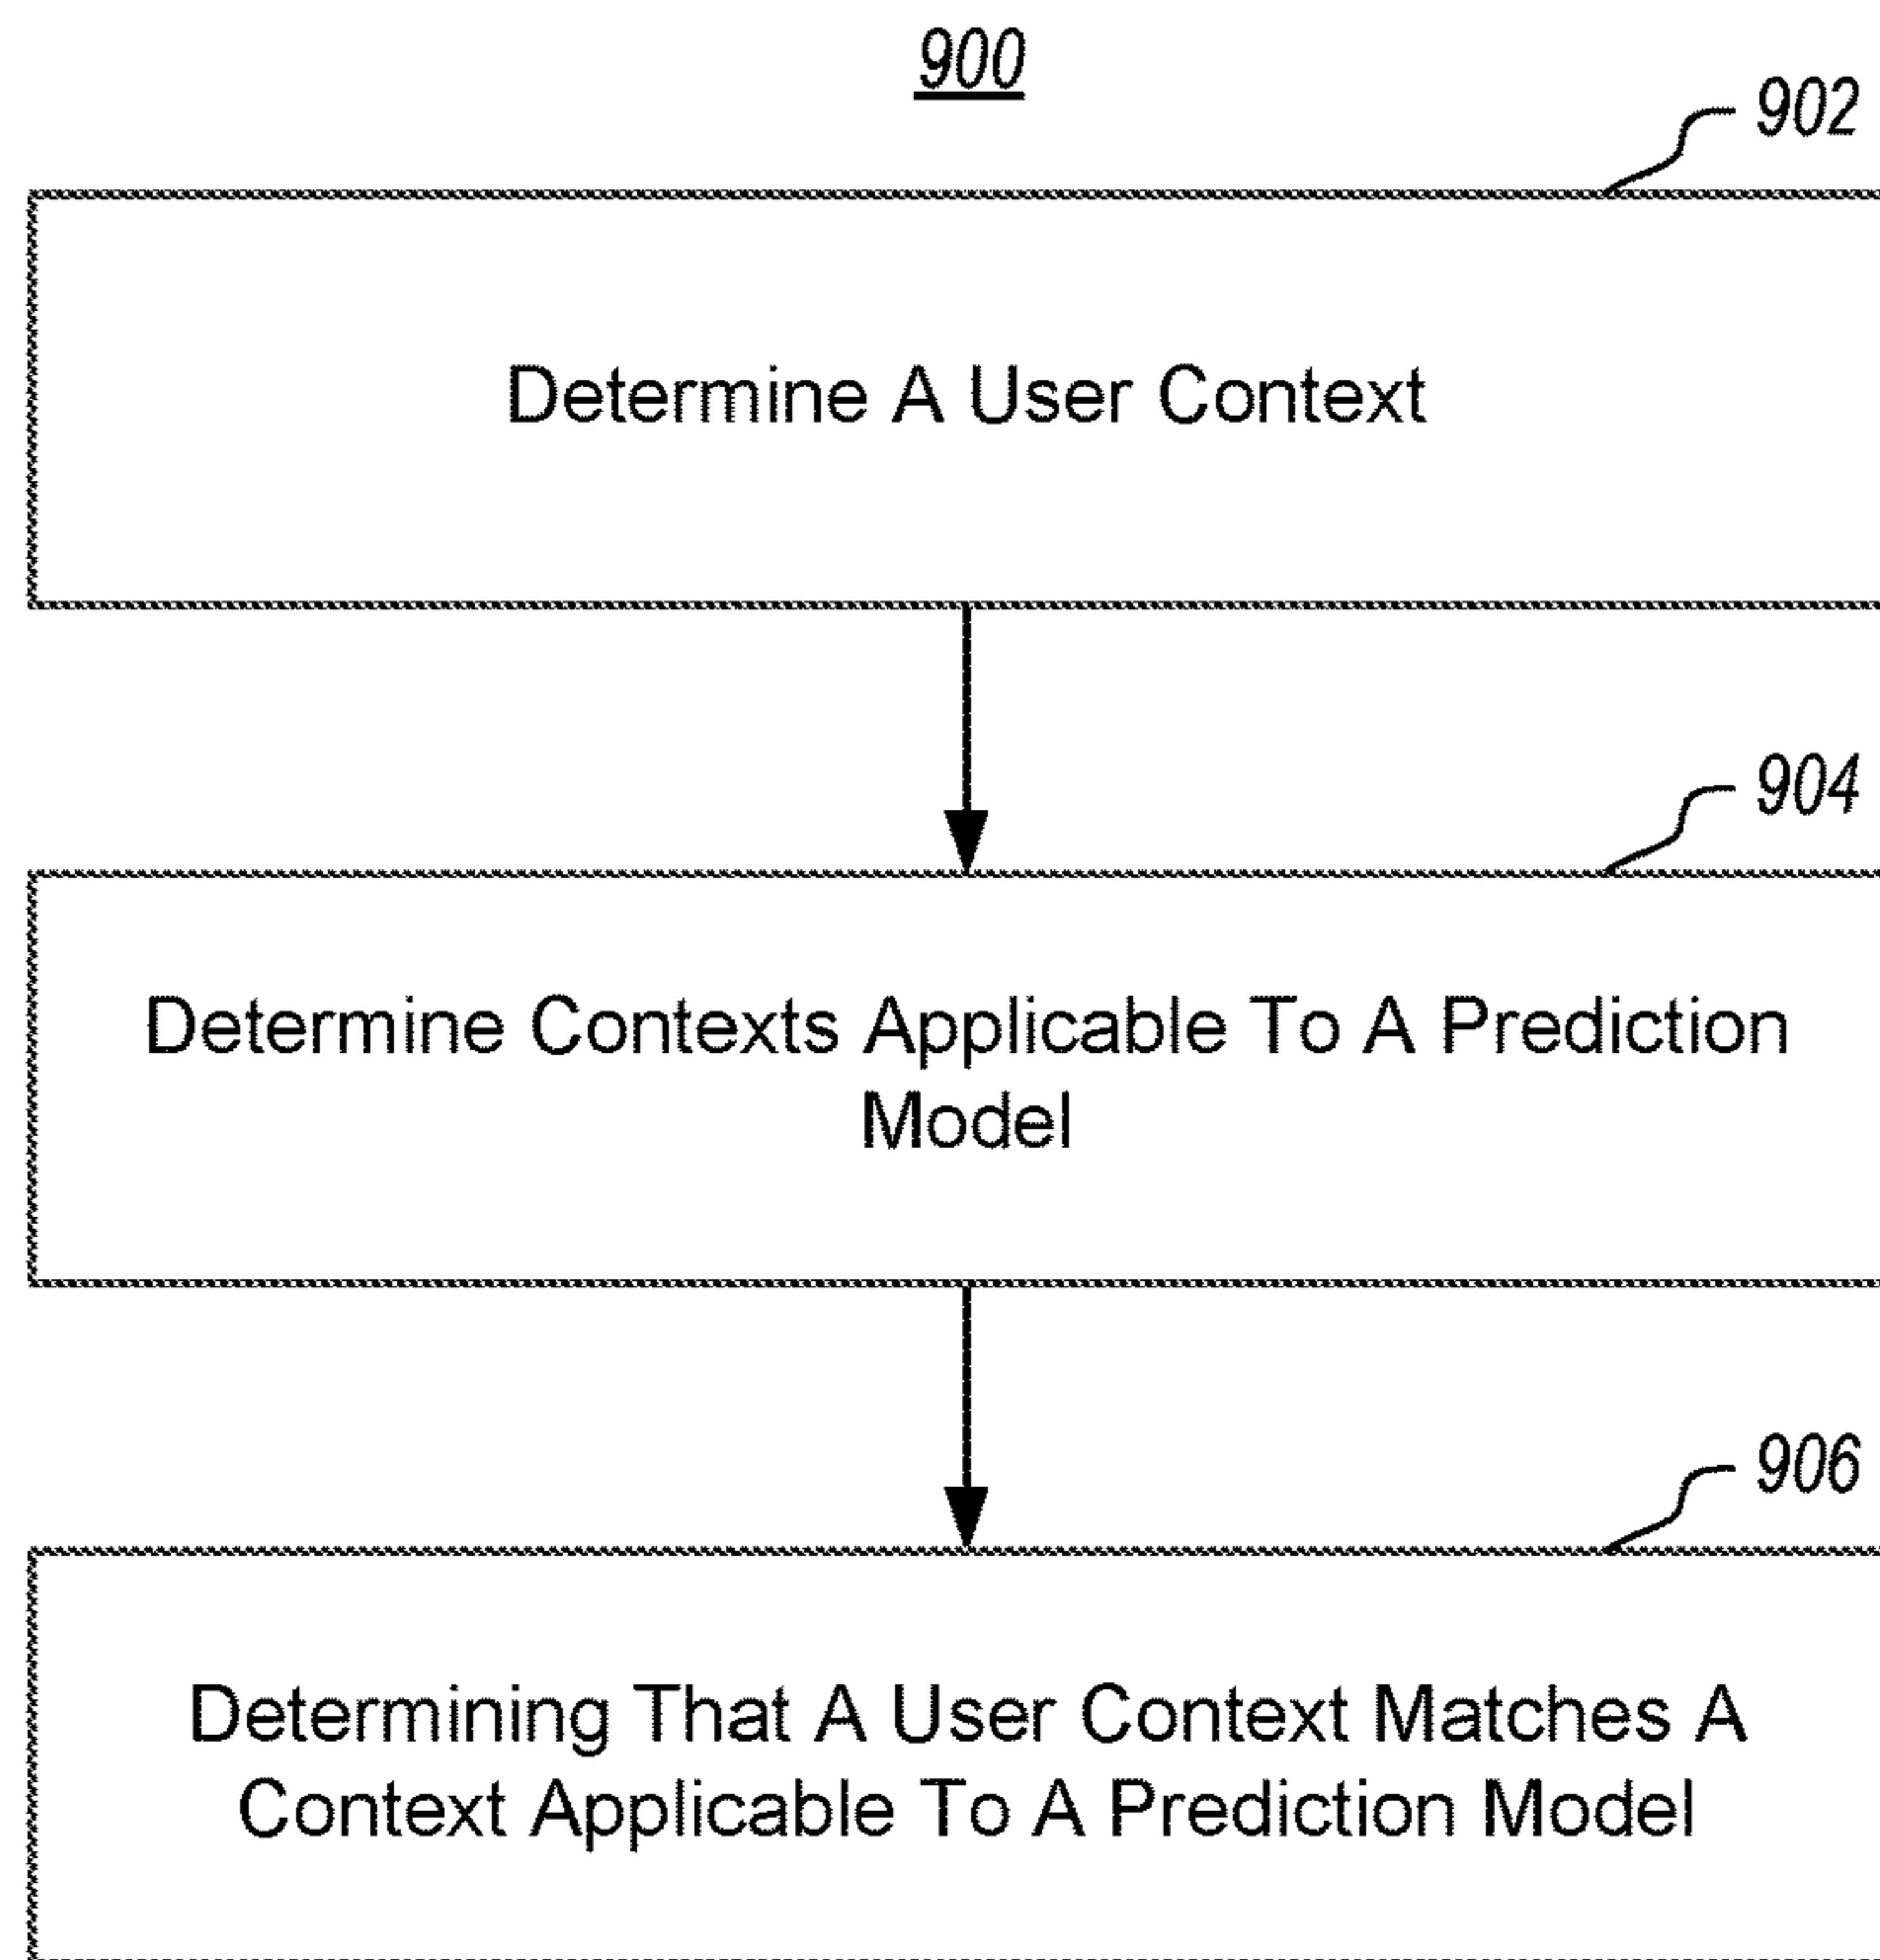 900
902
Determine A User Context
904
Determine Contexts Applicable To A Prediction
Model
906
Determining That A User Context Matches A
Context Applicable To A Prediction Model